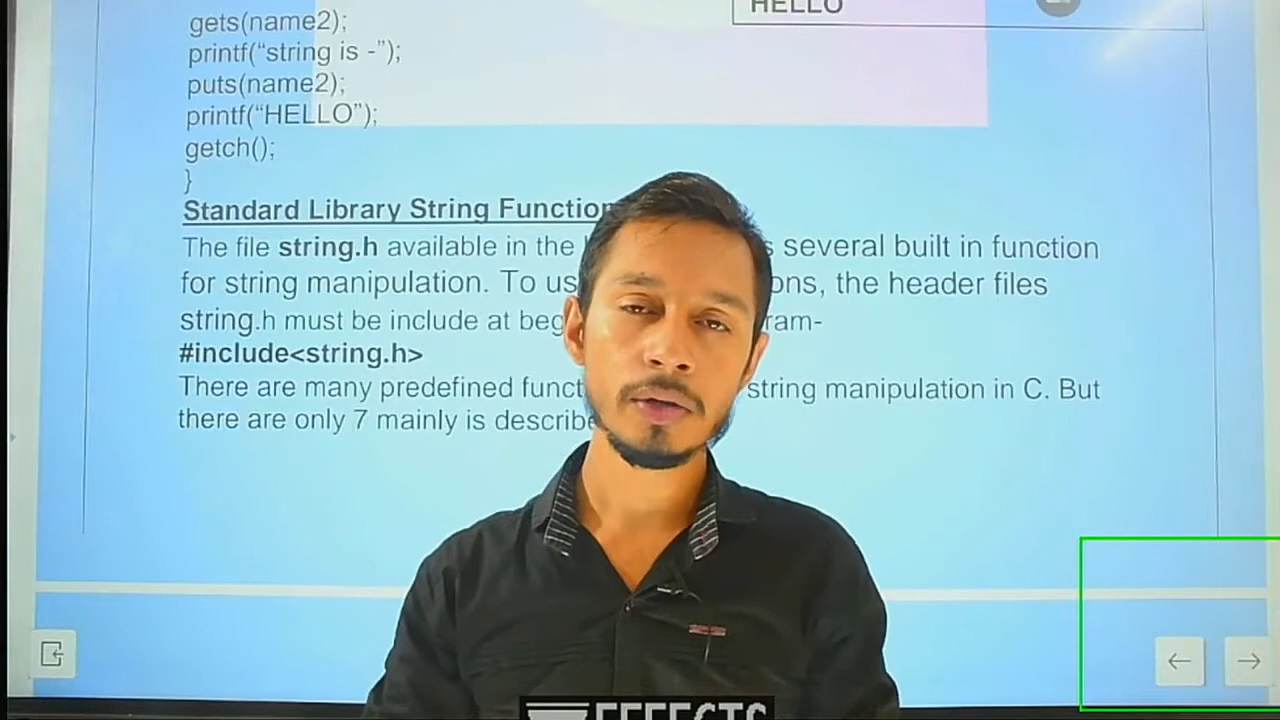 HELLO
gets(name2);
printf(“string is -”);
puts(name2);
printf(“HELLO”);
getch();
}
Standard Library String Function
The file string.h available in the several built in function
for string manipulation. To us ons, the header files
string.h must be include at beg ram-
#include<string.h>
There are many predefined funct string manipulation in C. But
there are only 7 mainly is describe
EFFECTS